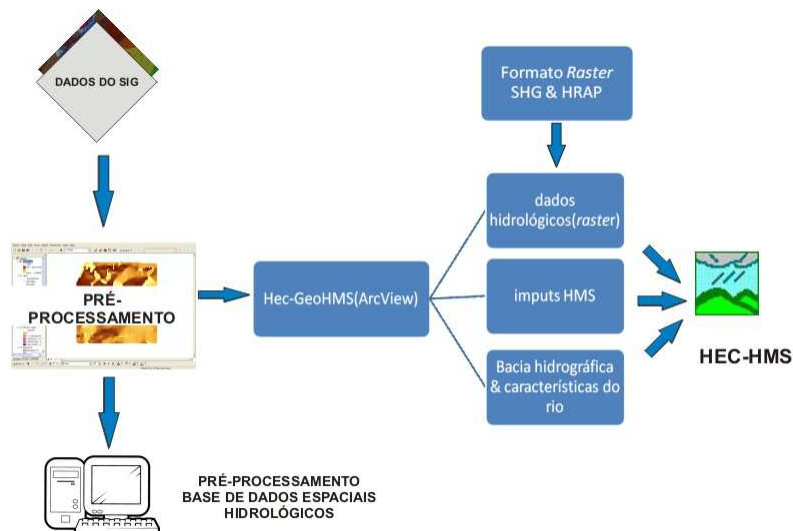 DADOS DO SIG
Formato Raster
SHG & HRAP
dados
hidrológicos(raster)
PRÉ-
PROCESSAMENTO
Hec-GeoHMS(ArcView)
imputs HMS
HEC-HMS
Bacia hidrográfica
& características do
rio
PRÉ-PROCESSAMENTO
BASE DE DADOS ESPACIAIS
HIDROLÓGICOS